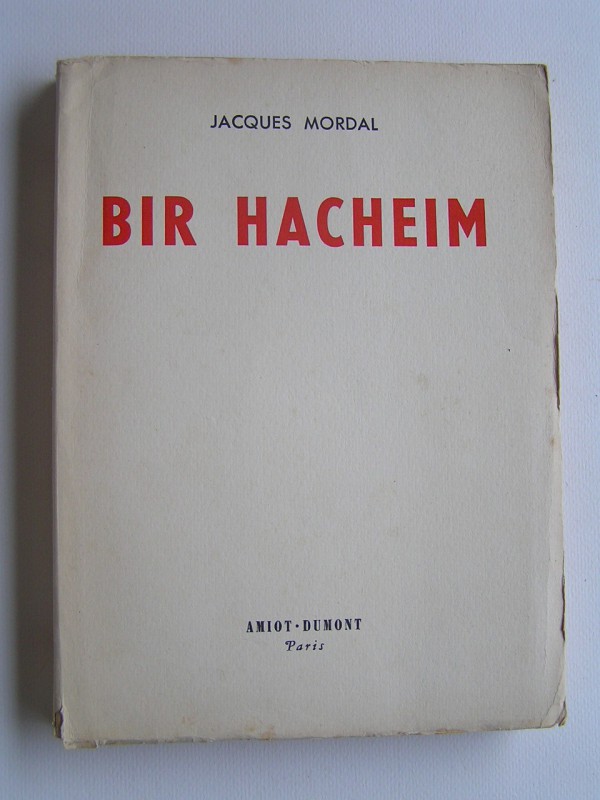 JACQUES MORDAL
BIR HACHEIM
AMIOT·DUMONT
Paris